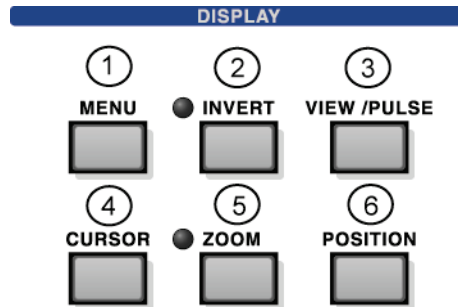 DISPLAY
1 2 3
MENU INVERT VIEW /PULSE
4 5 6
CURSOR ZOOM POSITION